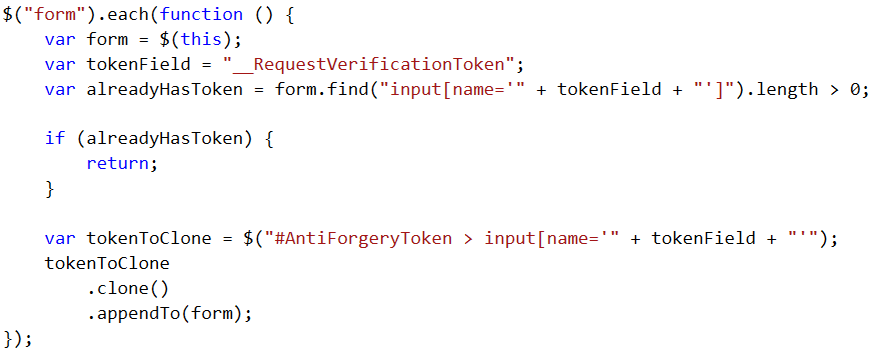 $("form").each(function () {
    var form = $(this);
    var tokenField = "__RequestVerificationToken";
    var alreadyHasToken = form.find("input[name='" + tokenField + "']").length > 0;

    if (alreadyHasToken) {
        return;
    }

    var tokenToClone = $("#AntiForgeryToken > input[name='" + tokenField + "'");
    tokenToClone
        .clone()
        .appendTo(form);
});